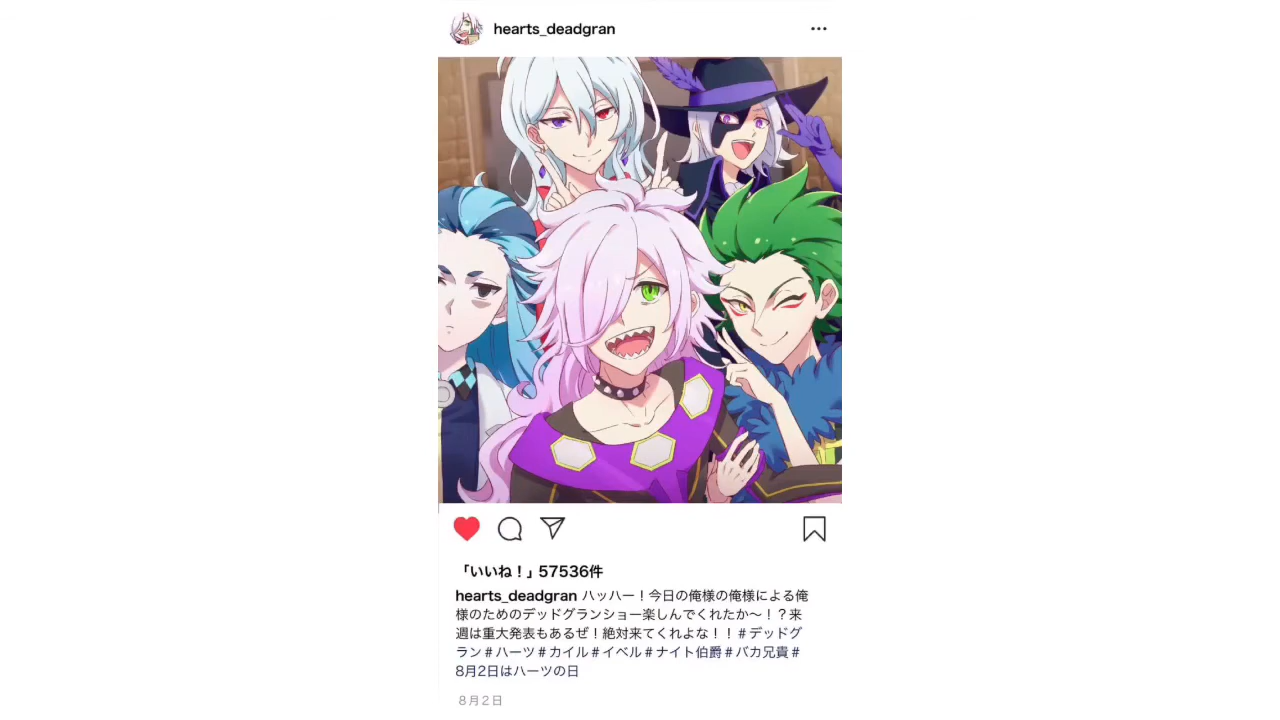 hearts_deadgran
「いいね！」57536件
hearts_deadgran ハッハー！今日の俺様の俺様による俺
様のためのデッドグランショー楽しんでくれたか〜！？来
週は重大発表もあるぜ！絶対来てくれよな！！＃デッドグ
ラン＃ハーツ＃カイル＃イベル＃ナイト伯爵＃バカ兄貴＃
8月2日はハーツの日
８月２日